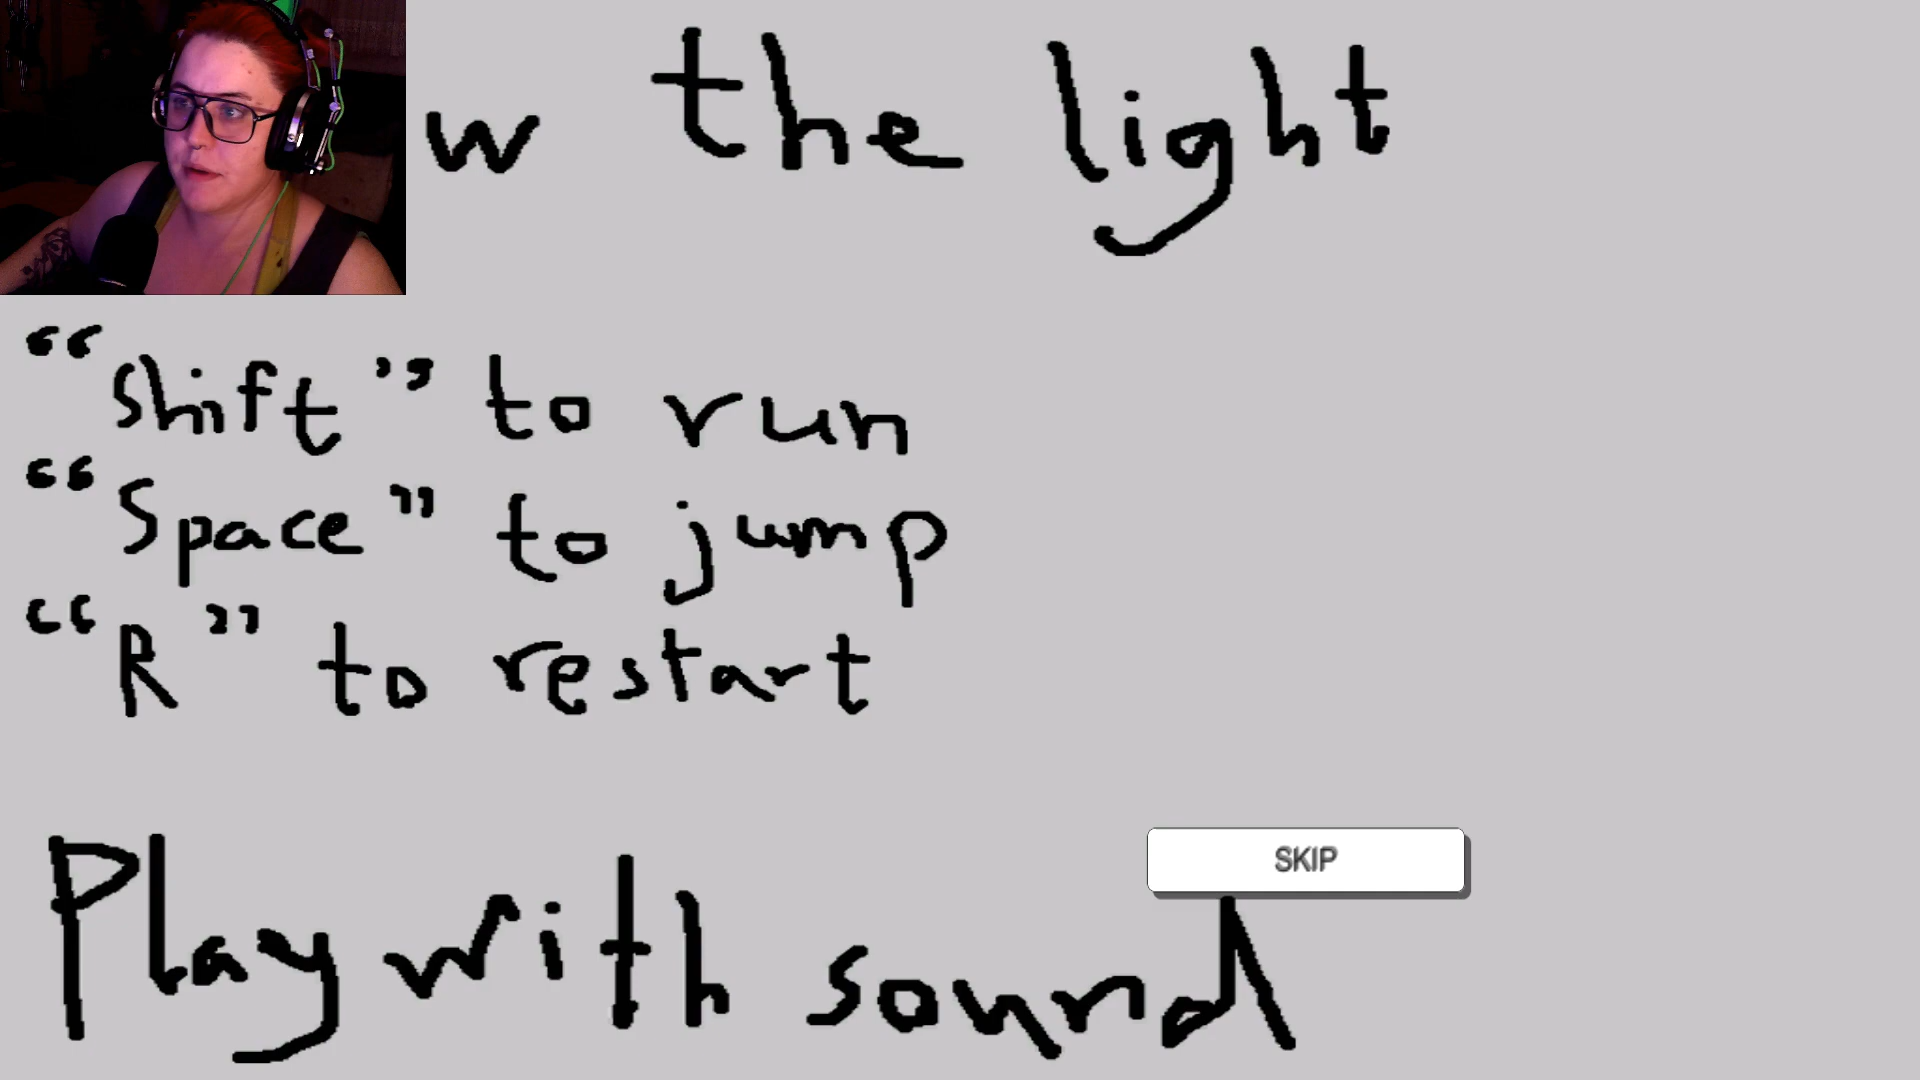 w the light
“Shift” to run
“Space” to jump
“R” to restart
SKIP
Play with sound